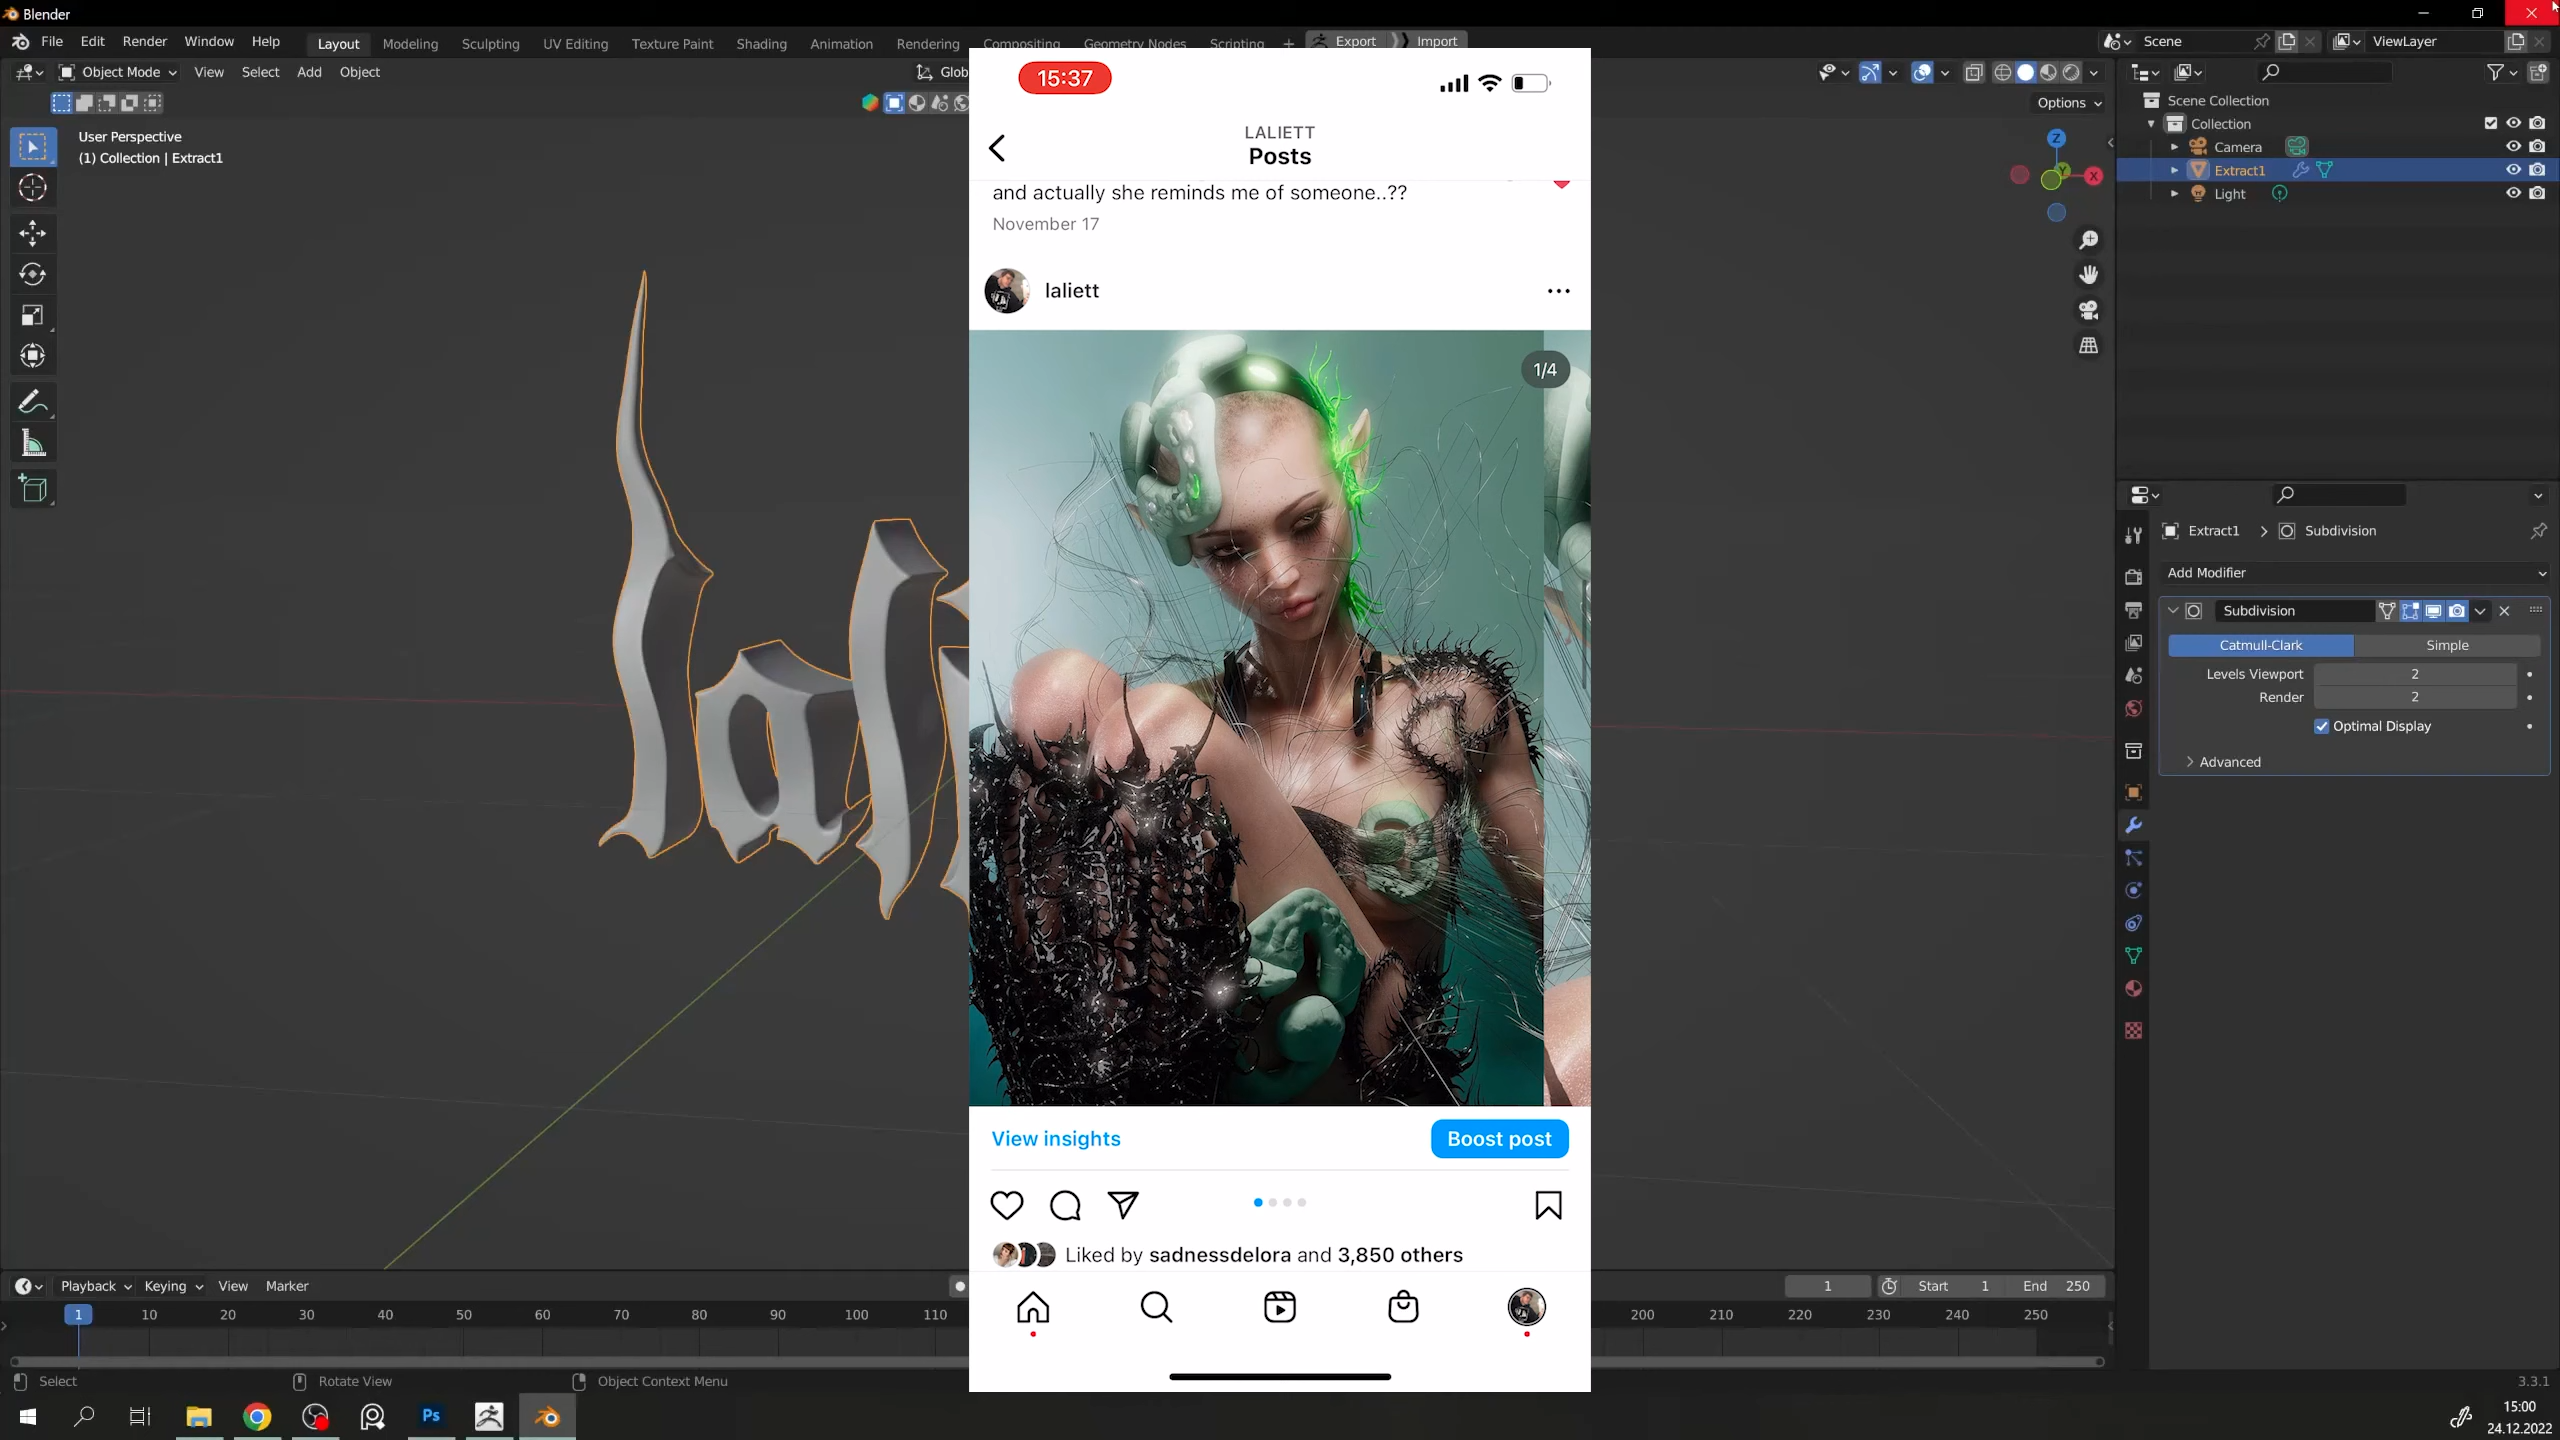 Blender
File Edit Render Window Help Layout Modeling Sculpting UV Editing Texture Paint Shading Animation Rendering Compositing Geometry Nodes Scripting + Export Import Scene ViewLayer
Object Mode View Select Add Object Glob
Options
User Perspective
(1) Collection | Extract1
Z
Y
X
Scene Collection
Collection
Camera
Extract1
Light
Extract1 > Subdivision
Add Modifier
Subdivision
Catmull-Clark Simple
Levels Viewport 2
Render 2
Optimal Display
Advanced
15:37
LALIETT
Posts
and actually she reminds me of someone..??
November 17
laliett
1/4
View insights Boost post
Liked by sadnessdelora and 3,850 others
Playback Keying View Marker 1 Start 1 End 250
1 10 20 30 40 50 60 70 80 90 100 110 200 210 220 230 240 250
Select Rotate View Object Context Menu 3.3.1
Ps
15:00
24.12.2022